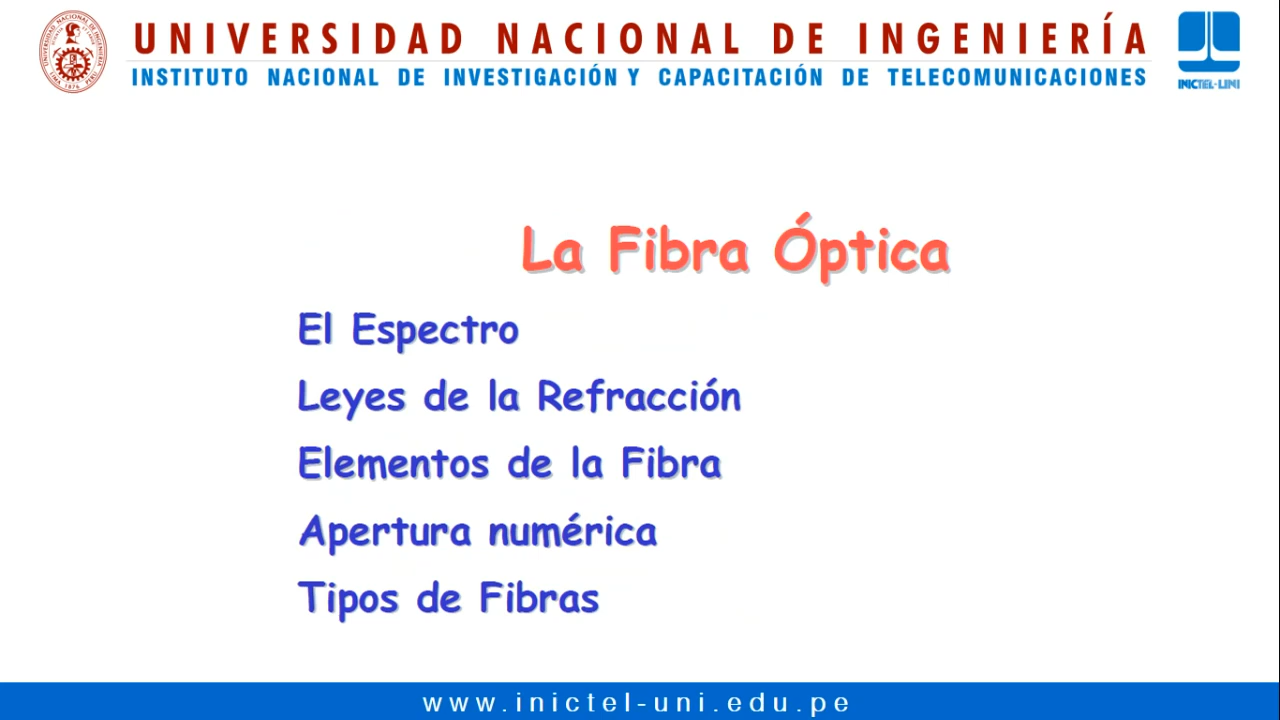 UNIVERSIDAD NACIONAL DE INGENIERÍA
INSTITUTO NACIONAL DE INVESTIGACIÓN Y CAPACITACIÓN DE TELECOMUNICACIONES
INICTEL-UNI
La Fibra Óptica
El Espectro
Leyes de la Refracción
Elementos de la Fibra
Apertura numérica
Tipos de Fibras
www.inictel-uni.edu.pe